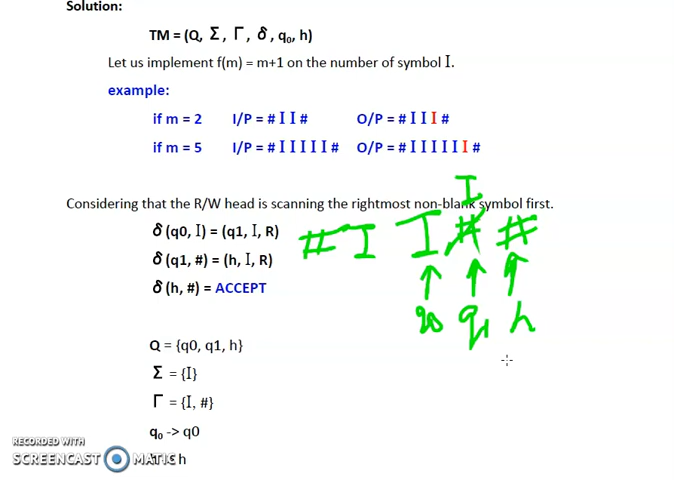 Solution:
TM = (Q, Σ, Γ, δ, q₀, h)
Let us implement f(m) = m+1 on the number of symbol I.
example:
if m = 2 I/P = # I I # O/P = # I I I #
if m = 5 I/P = # I I I I I # O/P = # I I I I I I #
I
Considering that the R/W head is scanning the rightmost non-blank symbol first.
δ (q0, I) = (q1, I, R) # I I # #
δ (q1, #) = (h, I, R) ↑ ↑ ↑
δ (h, #) = ACCEPT q0 q1 h
Q = {q0, q1, h}
Σ = {I}
Γ = {I, #}
q₀ -> q0
RECORDED WITH
SCREENCAST MATIC h